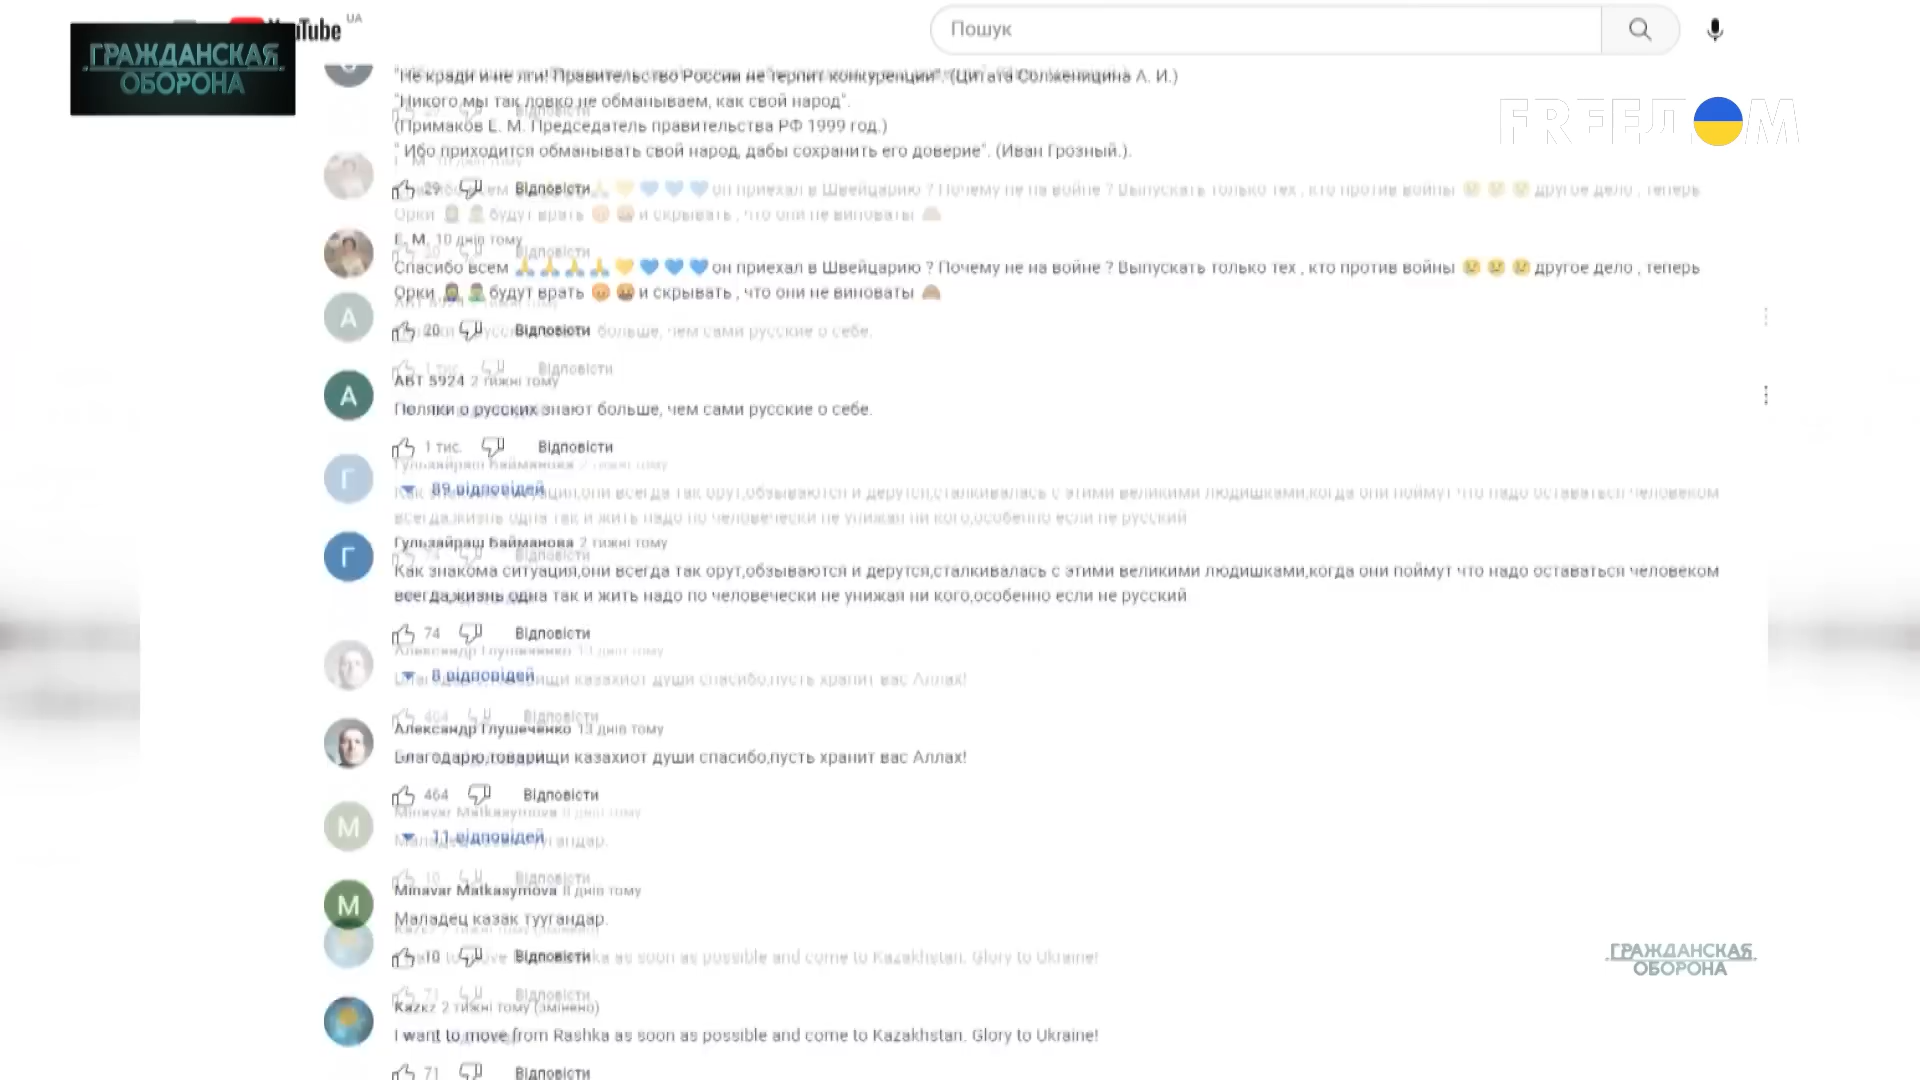 ГРАЖДАНСКАЯ
ОБОРОНА
YouTube UA
Пошук
FREEДОМ
"Не кради и не лги! Правительство России не терпит конкуренции". (Цитата Солженицина А. И.)
"Никого мы так ловко не обманываем, как свой народ".
(Примаков Е. М. Председатель правительства РФ 1999 год.)
" Ибо приходится обманывать свой народ, дабы сохранить его доверие". (Иван Грозный.).
29 Відповісти
Е. М. 10 днів тому
Спасибо всем 🙏🙏🙏🙏💛💙💙💙он приехал в Швейцарию ? Почему не на войне ? Выпускать только тех , кто против войны 😢😢😢другое дело , теперь
Орки 🧟‍♀️🧟‍♂️будут врать 😡🤬и скрывать , что они не виноваты 🙈
20 Відповісти
АВТ 5924 2 тижні тому
Поляки о русских знают больше, чем сами русские о себе.
1 тис. Відповісти
89 відповідей
Гульзайраш Байманова 2 тижні тому
Как знакома ситуация,они всегда так орут,обзываются и дерутся,сталкивалась с этими великими людишками,когда они поймут что надо оставаться человеком
всегда,жизнь одна так и жить надо по человечески не унижая ни кого,особенно если не русский
74 Відповісти
8 відповідей
Александр Глушеченко 13 днів тому
Благодарю,товарищи казахиот души спасибо,пусть хранит вас Аллах!
464 Відповісти
11 відповідей
Minavar Matkasymova 8 днів тому
Маладец казак туугандар.
10 Відповісти
Kazkz 2 тижні тому (змінено)
I want to move from Rashka as soon as possible and come to Kazakhstan. Glory to Ukraine!
71 Відповісти
ГРАЖДАНСКАЯ
ОБОРОНА